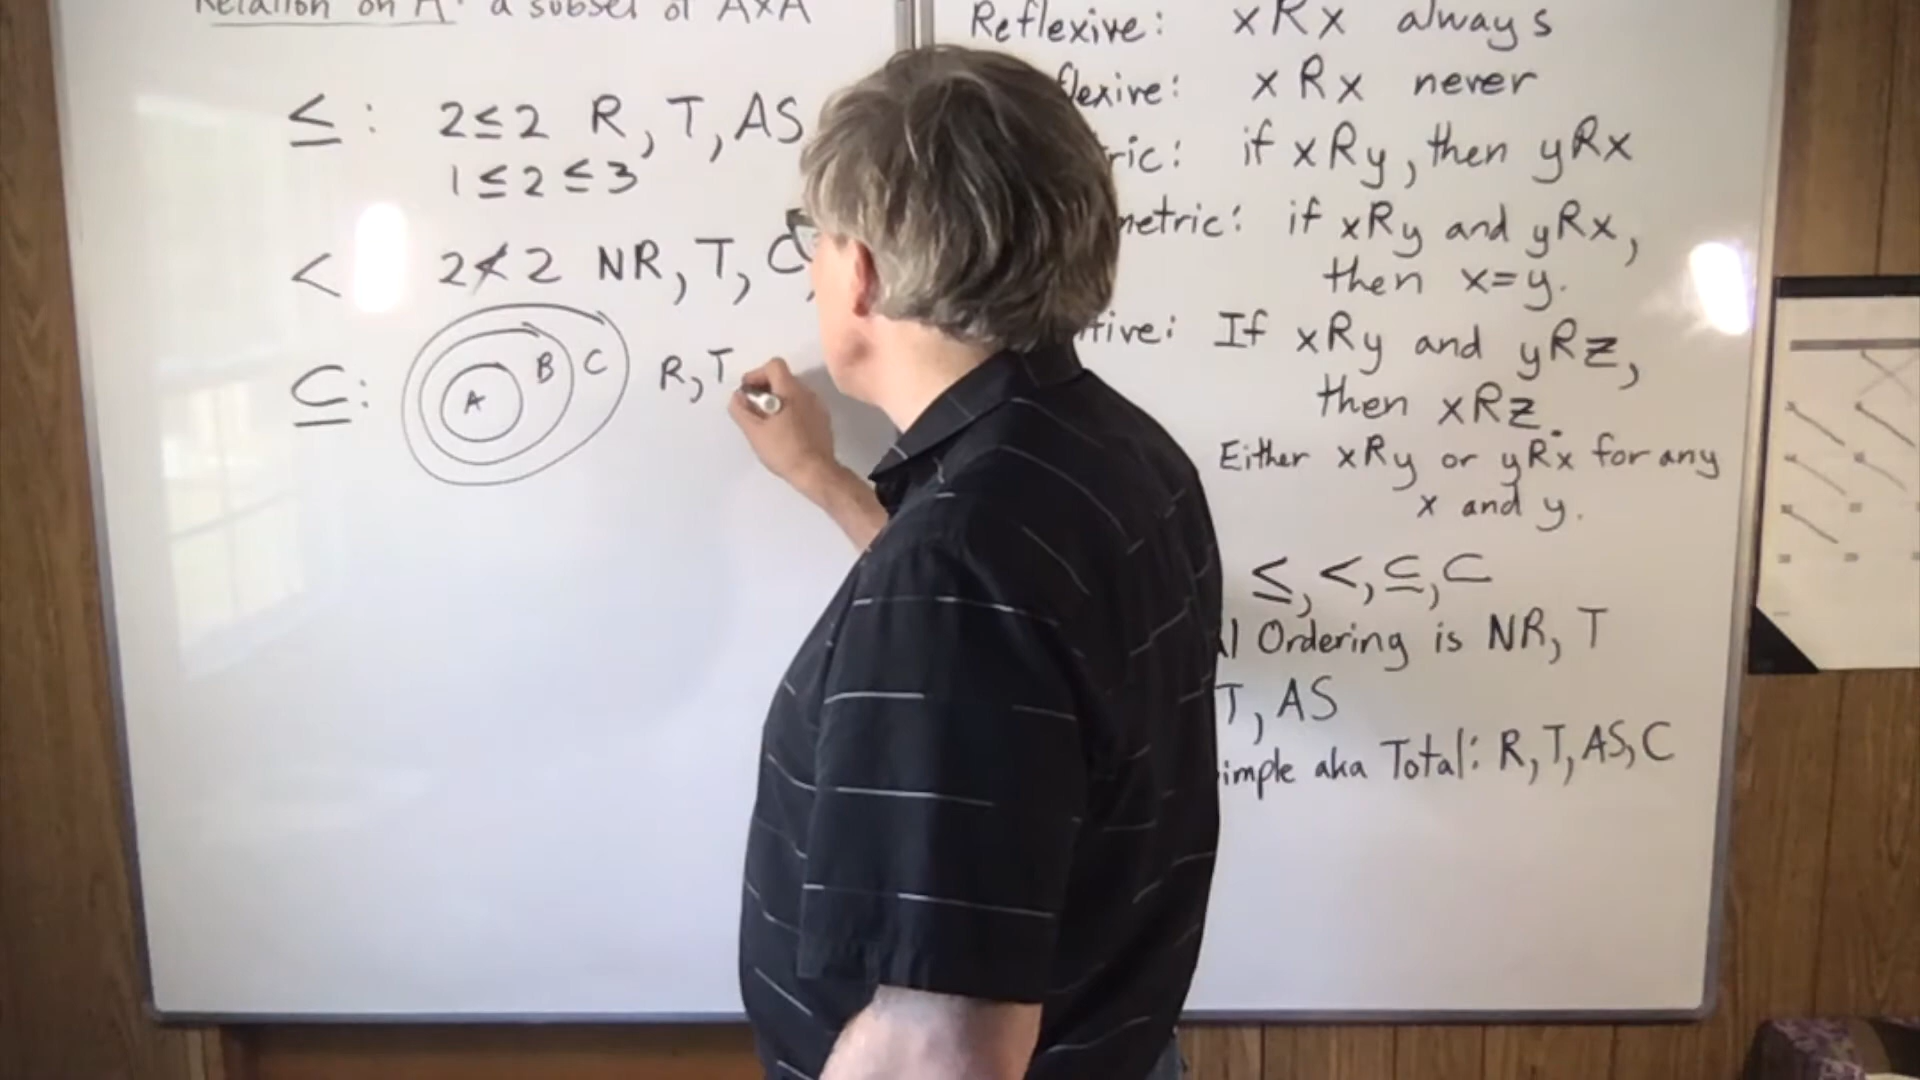 Relation on A: a subset of A×A
≤: 2≤2 R, T, AS
1≤2≤3
< 2≮2 NR, T, C,
⊆: A B C R, T
Reflexive: xRx always
flexive: xRx never
ric: if xRy, then yRx
metric: if xRy and yRx,
then x=y.
itive: If xRy and yRz,
then xRz.
Either xRy or yRx for any
x and y.
≤, <, ⊆, ⊂
l Ordering is NR, T
T, AS
imple aka Total: R, T, AS, C